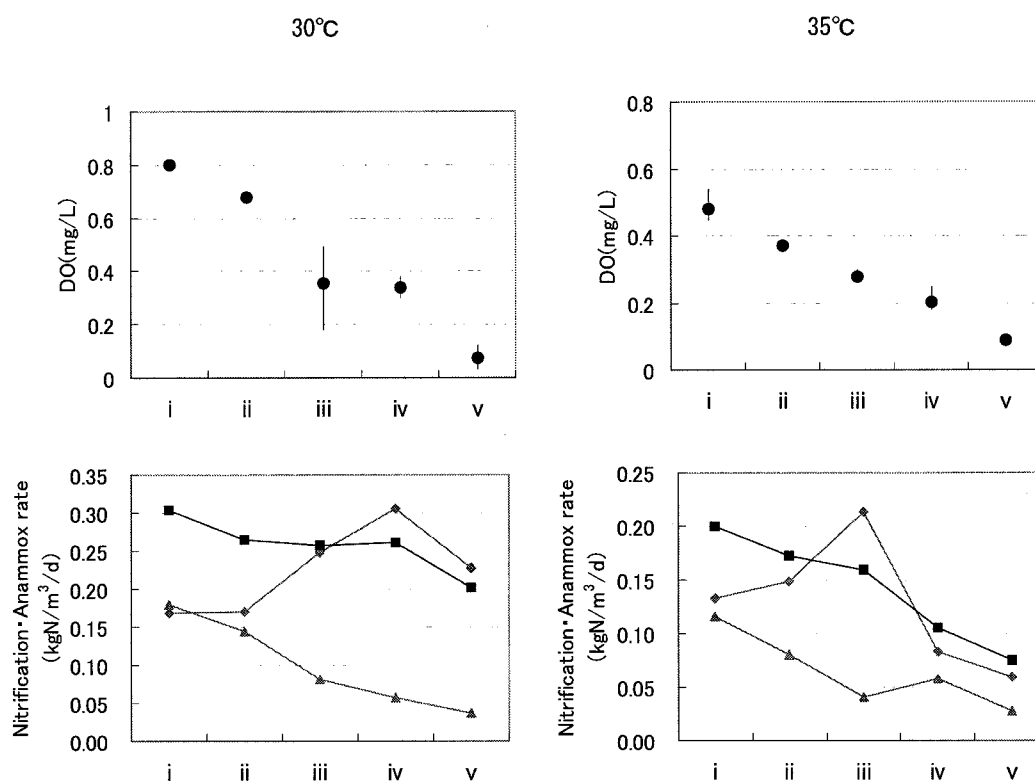 30℃
35℃
DO(mg/L)
1
0.8
0.6
0.4
0.2
0
i ii iii iv v
DO(mg/L)
0.8
0.6
0.4
0.2
0
i ii iii iv v
Nitrification・Anammox rate
(kgN/m³/d)
0.35
0.30
0.25
0.20
0.15
0.10
0.05
0.00
i ii iii iv v
Nitrification・Anammox rate
(kgN/m³/d)
0.25
0.20
0.15
0.10
0.05
0.00
i ii iii iv v